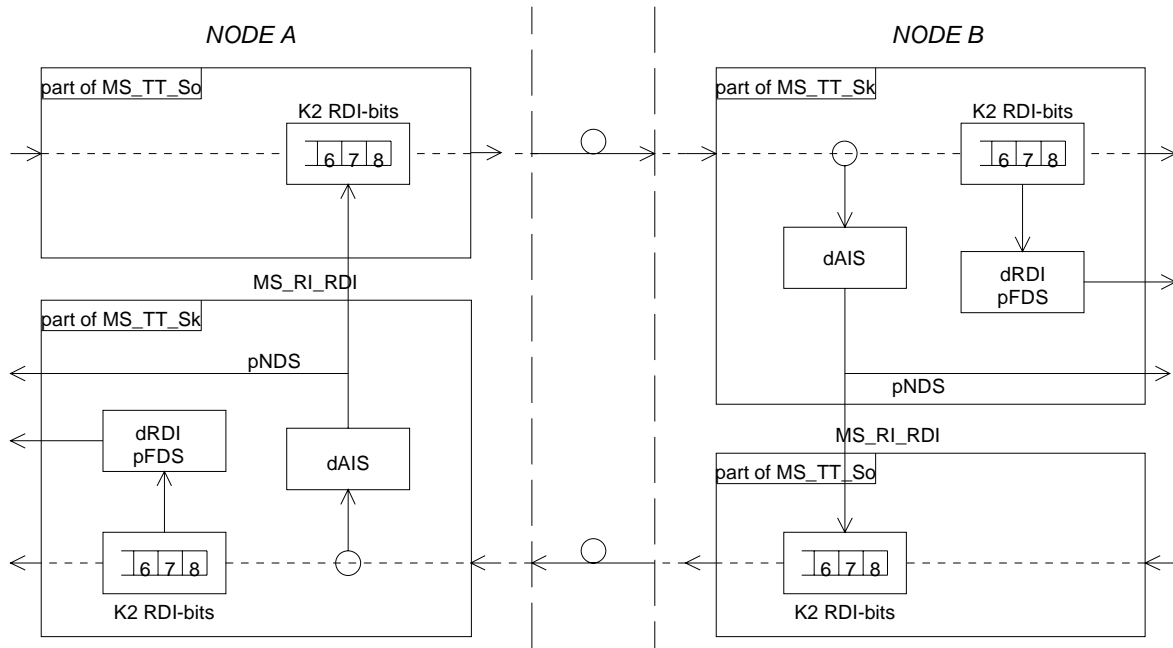 NODE A
NODE B
part of MS_TT_So
K2 RDI-bits
6 7 8
part of MS_TT_Sk
K2 RDI-bits
6 7 8
dAIS
dRDI
pFDS
MS_RI_RDI
part of MS_TT_Sk
pNDS
dRDI
pFDS
dAIS
6 7 8
K2 RDI-bits
pNDS
MS_RI_RDI
part of MS_TT_So
6 7 8
K2 RDI-bits